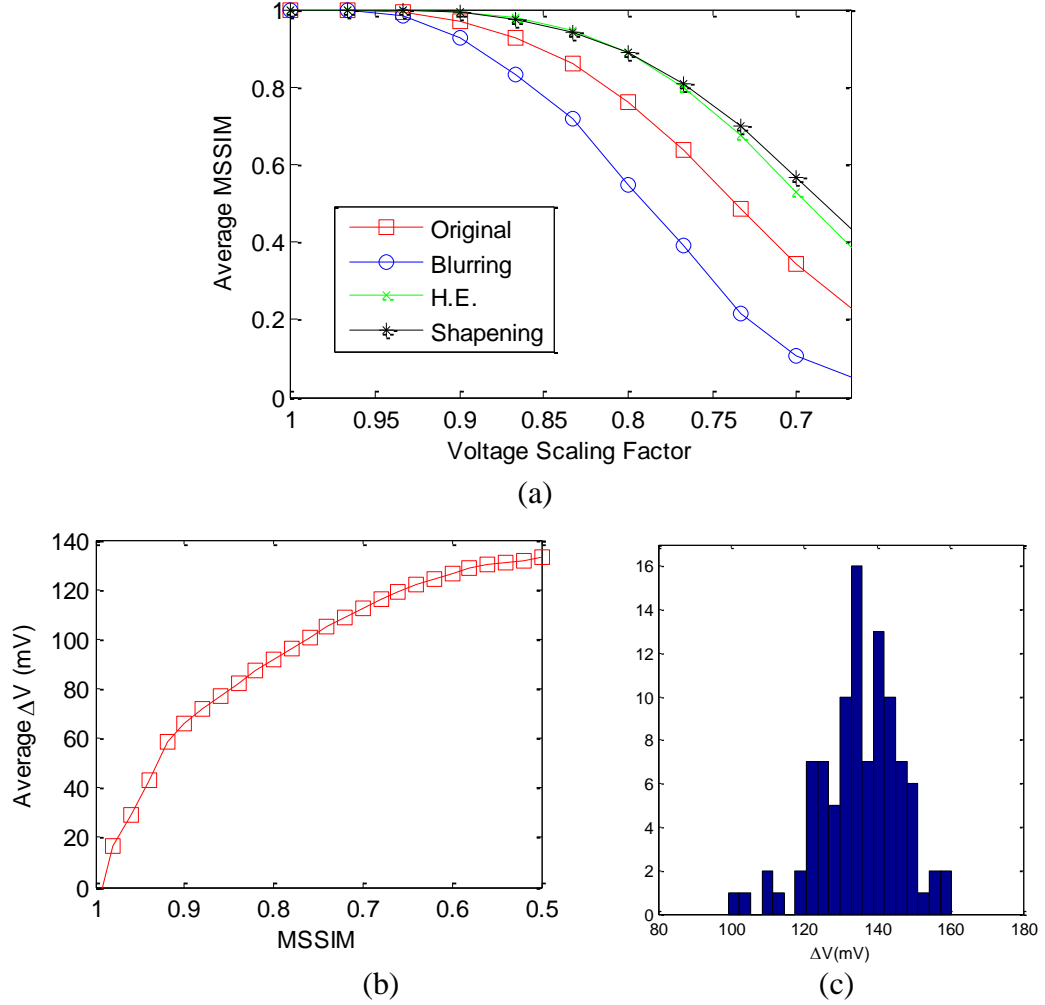 1
0.8
0.6
0.4
0.2
0
Average MSSIM
Original
Blurring
H.E.
Shapening
1 0.95 0.9 0.85 0.8 0.75 0.7
Voltage Scaling Factor
(a)
140
120
100
80
60
40
20
0
Average ΔV (mV)
1 0.9 0.8 0.7 0.6 0.5
MSSIM
(b)
16
14
12
10
8
6
4
2
0
80 100 120 140 160 180
ΔV(mV)
(c)